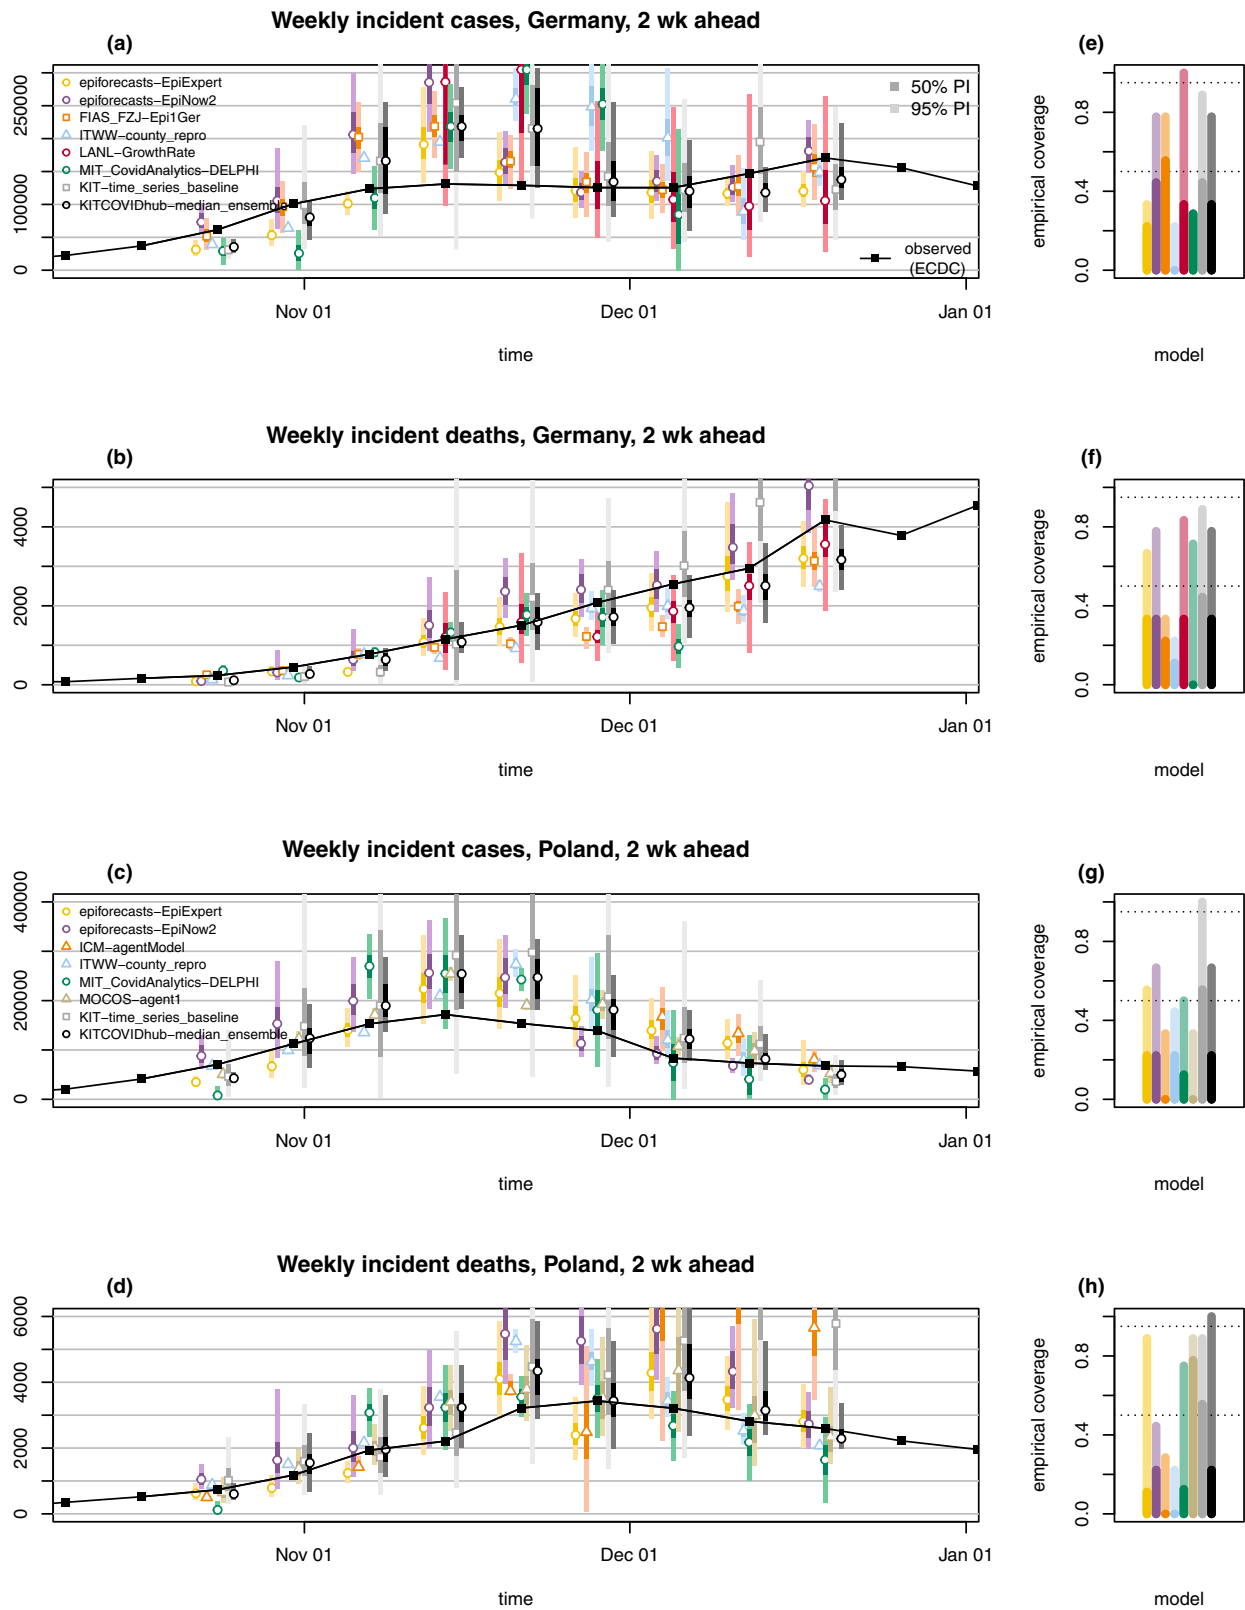 Weekly incident cases, Germany, 2 wk ahead
(a)
epiforecasts−EpiExpert
epiforecasts−EpiNow2
FIAS_FZJ−Epi1Ger
ITWW−county_repro
LANL−GrowthRate
MIT_CovidAnalytics−DELPHI
KIT−time_series_baseline
KITCOVIDhub−median_ensemble
50% PI
95% PI
observed
(ECDC)
0
100000
250000
Nov 01
Dec 01
Jan 01
time
(e)
empirical coverage
0.0
0.4
0.8
model
Weekly incident deaths, Germany, 2 wk ahead
(b)
0
2000
4000
Nov 01
Dec 01
Jan 01
time
(f)
empirical coverage
0.0
0.4
0.8
model
Weekly incident cases, Poland, 2 wk ahead
(c)
epiforecasts−EpiExpert
epiforecasts−EpiNow2
ICM−agentModel
ITWW−county_repro
MIT_CovidAnalytics−DELPHI
MOCOS−agent1
KIT−time_series_baseline
KITCOVIDhub−median_ensemble
0
200000
400000
Nov 01
Dec 01
Jan 01
time
(g)
empirical coverage
0.0
0.4
0.8
model
Weekly incident deaths, Poland, 2 wk ahead
(d)
0
2000
4000
6000
Nov 01
Dec 01
Jan 01
time
(h)
empirical coverage
0.0
0.4
0.8
model